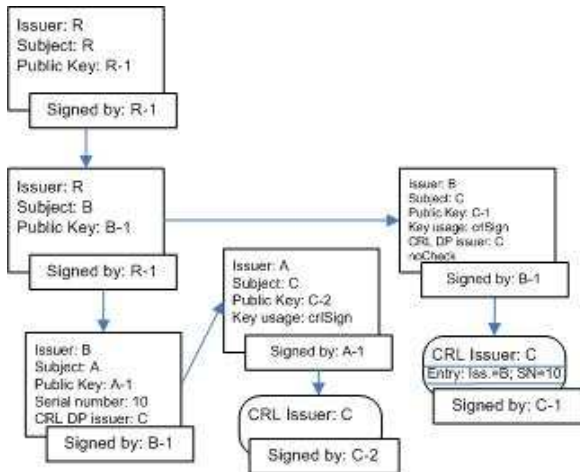 Issuer: R
Subject: R
Public Key: R-1
Signed by: R-1
Issuer: R
Subject: B
Public Key: B-1
Signed by: R-1
Issuer: B
Subject: C
Public Key: C-1
Key usage: crlSign
CRL DP issuer: C
noCheck
Signed by: B-1
Issuer: A
Subject: C
Public Key: C-2
Key usage: crlSign
Signed by: A-1
Issuer: B
Subject: A
Public Key: A-1
Serial number: 10
CRL DP issuer: C
Signed by: B-1
CRL Issuer: C
Signed by: C-2
CRL Issuer: C
Entry: Iss.=B; SN=10
Signed by: C-1